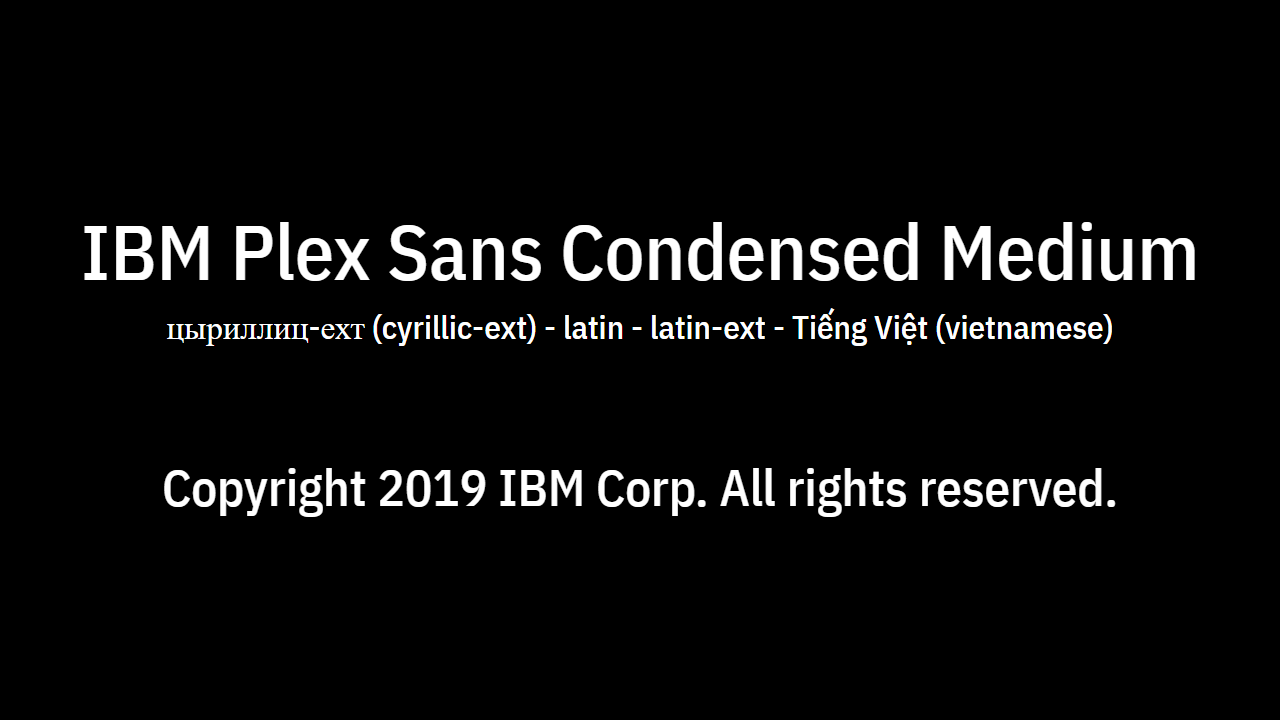 IBM Plex Sans Condensed Medium
цыриллиц-ехт (cyrillic-ext) - latin - latin-ext - Tiếng Việt (vietnamese)
Copyright 2019 IBM Corp. All rights reserved.